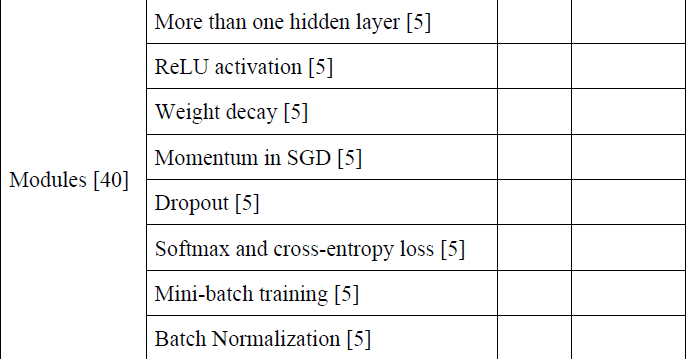 More than one hidden layer [5]
ReLU activation [5]
Weight decay [5]
Momentum in SGD [5]
Modules [40]
Dropout [5]
Softmax and cross-entropy loss [5]
Mini-batch training [5]
Batch Normalization [5]